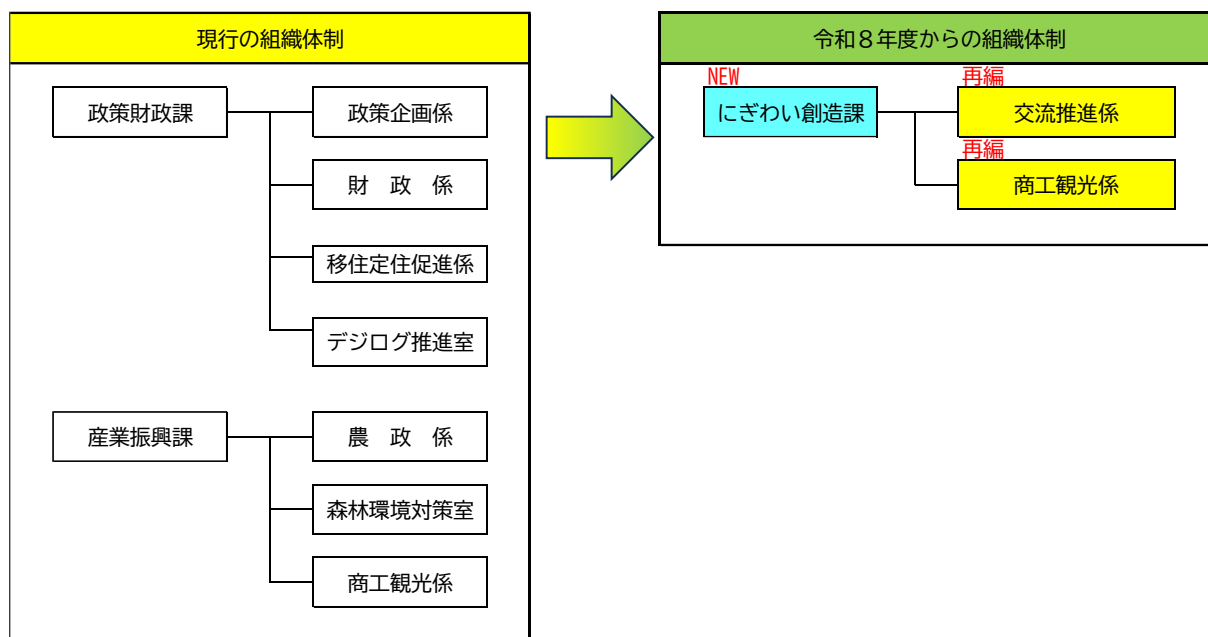 現行の組織体制
政策財政課
政策企画係
財　政　係
移住定住促進係
デジログ推進室
産業振興課
農　政　係
森林環境対策室
商工観光係
令和８年度からの組織体制
NEW
にぎわい創造課
再編
交流推進係
再編
商工観光係